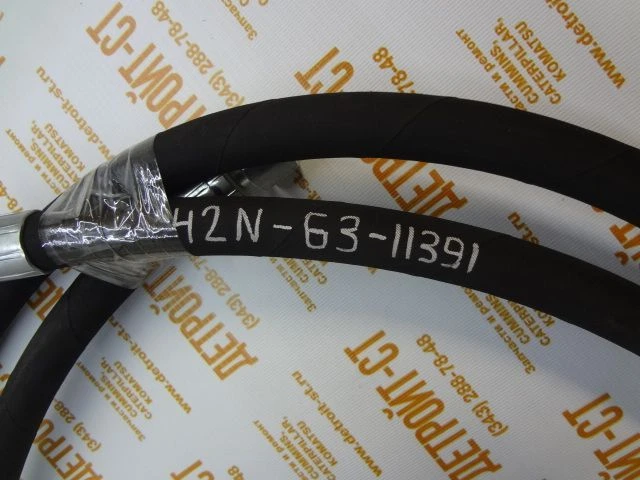 42N-63-11391
ДЕТРОЙТ-СТ
(343) 288-78-48
www.detroit-st.ru
Запчасти и ремонт
CUMMINS,
CATERPILLAR,
KOMATSU